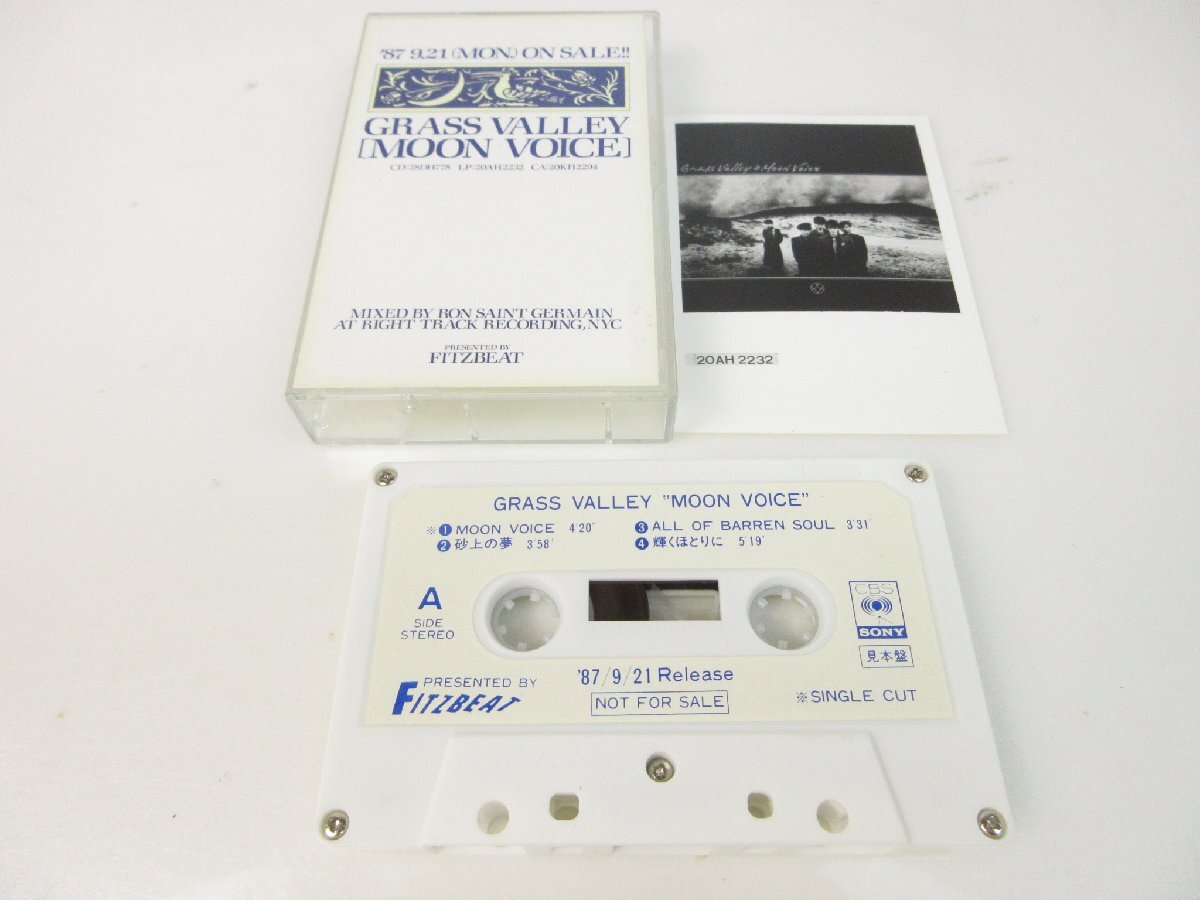 '87 9.21 (MON.) ON SALE!!
GRASS VALLEY
[MOON VOICE]
CD:28DH778 LP:20AH2232 CA:20KH2294
MIXED BY RON SAINT GERMAIN
AT RIGHT TRACK RECORDING, NYC
PRESENTED BY
FITZBEAT
Grass Valley Moon Voice
20AH 2232
GRASS VALLEY "MOON VOICE"
※❶ MOON VOICE 4'20"
❷ 砂上の夢 3'58"
❸ ALL OF BARREN SOUL 3'31"
❹ 輝くほとりに 5'19"
A
SIDE
STEREO
CBS
SONY
見本盤
PRESENTED BY
FITZBEAT
'87/9/21 Release
NOT FOR SALE
※SINGLE CUT